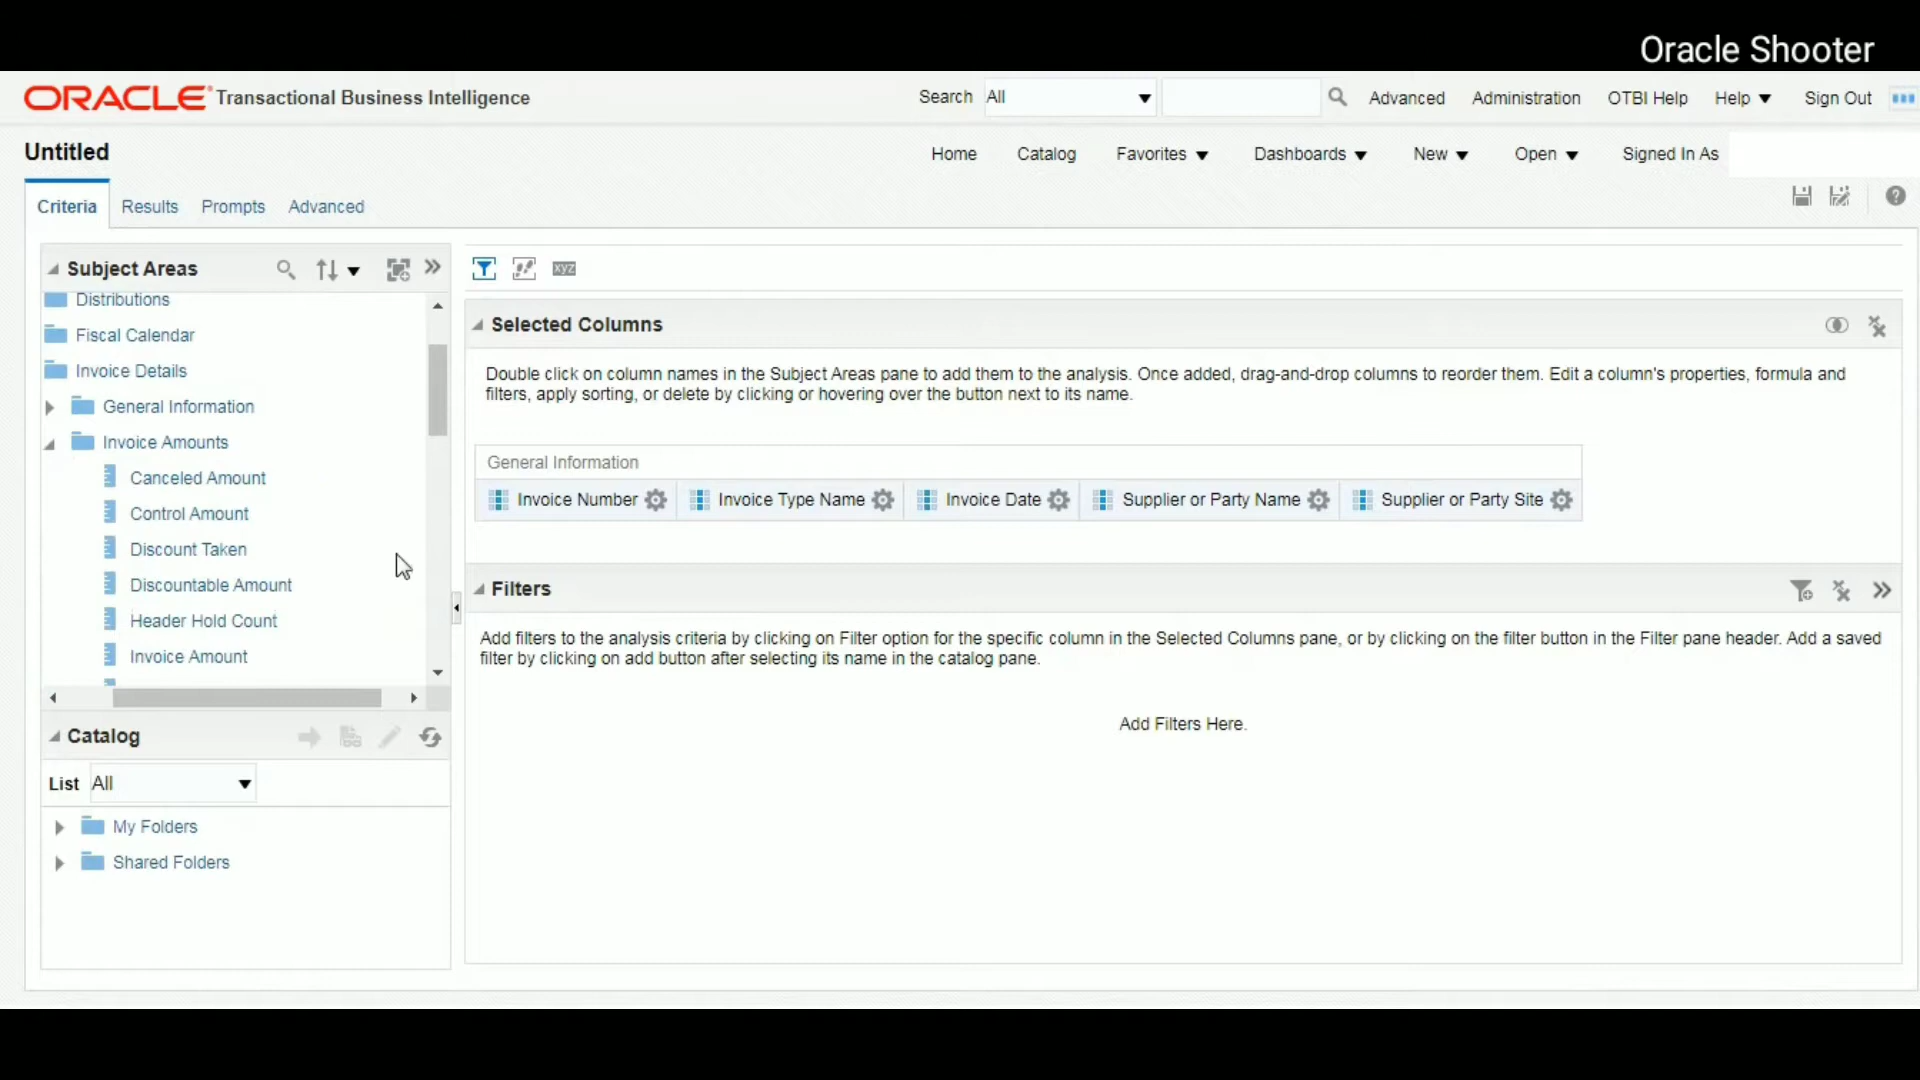 Oracle Shooter
ORACLE Transactional Business Intelligence
Search All Advanced Administration OTBI Help Help Sign Out
Untitled
Home Catalog Favorites Dashboards New Open Signed In As
Criteria Results Prompts Advanced
Subject Areas
xyz
Distributions
Fiscal Calendar
Invoice Details
General Information
Invoice Amounts
Canceled Amount
Control Amount
Discount Taken
Discountable Amount
Header Hold Count
Invoice Amount
Catalog
List All
My Folders
Shared Folders
Selected Columns
Double click on column names in the Subject Areas pane to add them to the analysis. Once added, drag-and-drop columns to reorder them. Edit a column's properties, formula and
filters, apply sorting, or delete by clicking or hovering over the button next to its name.
General Information
Invoice Number Invoice Type Name Invoice Date Supplier or Party Name Supplier or Party Site
Filters
Add filters to the analysis criteria by clicking on Filter option for the specific column in the Selected Columns pane, or by clicking on the filter button in the Filter pane header. Add a saved
filter by clicking on add button after selecting its name in the catalog pane.
Add Filters Here.